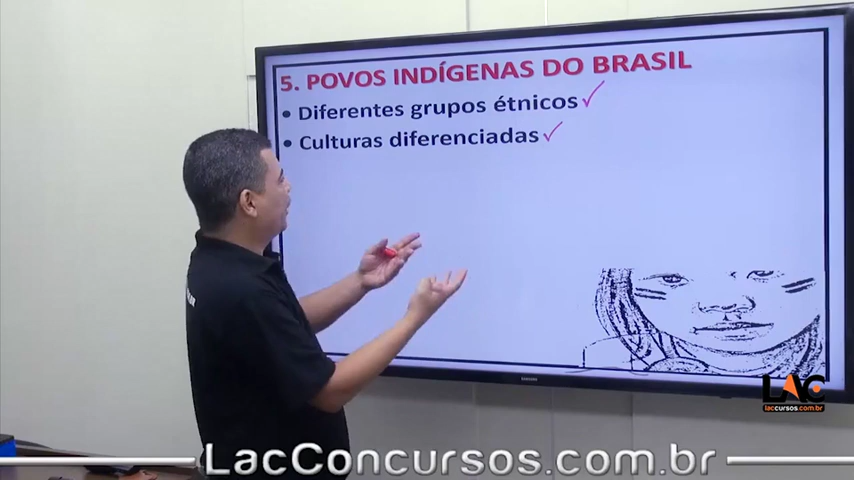 5. POVOS INDÍGENAS DO BRASIL
• Diferentes grupos étnicos
• Culturas diferenciadas
SAMSUNG
LAC
laccursos.com.br
LacConcursos.com.br